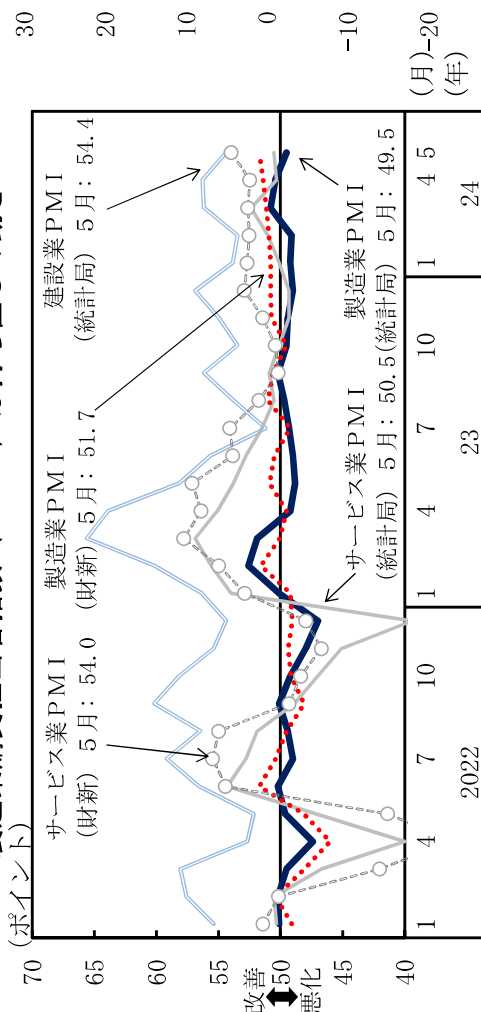 (ポイント)
70
65
60
55
50
45
40
改善
悪化
30
20
10
0
-10
-20
サービス業PMI
(財新) 5月: 54.0
製造業PMI
(財新) 5月: 51.7
建設業PMI
(統計局) 5月: 54.4
サービス業PMI
(統計局) 5月: 50.5
製造業PMI
(統計局) 5月: 49.5
1 4 7 10 1 4 7 10 1 4 5 (月)
2022 23 24 (年)